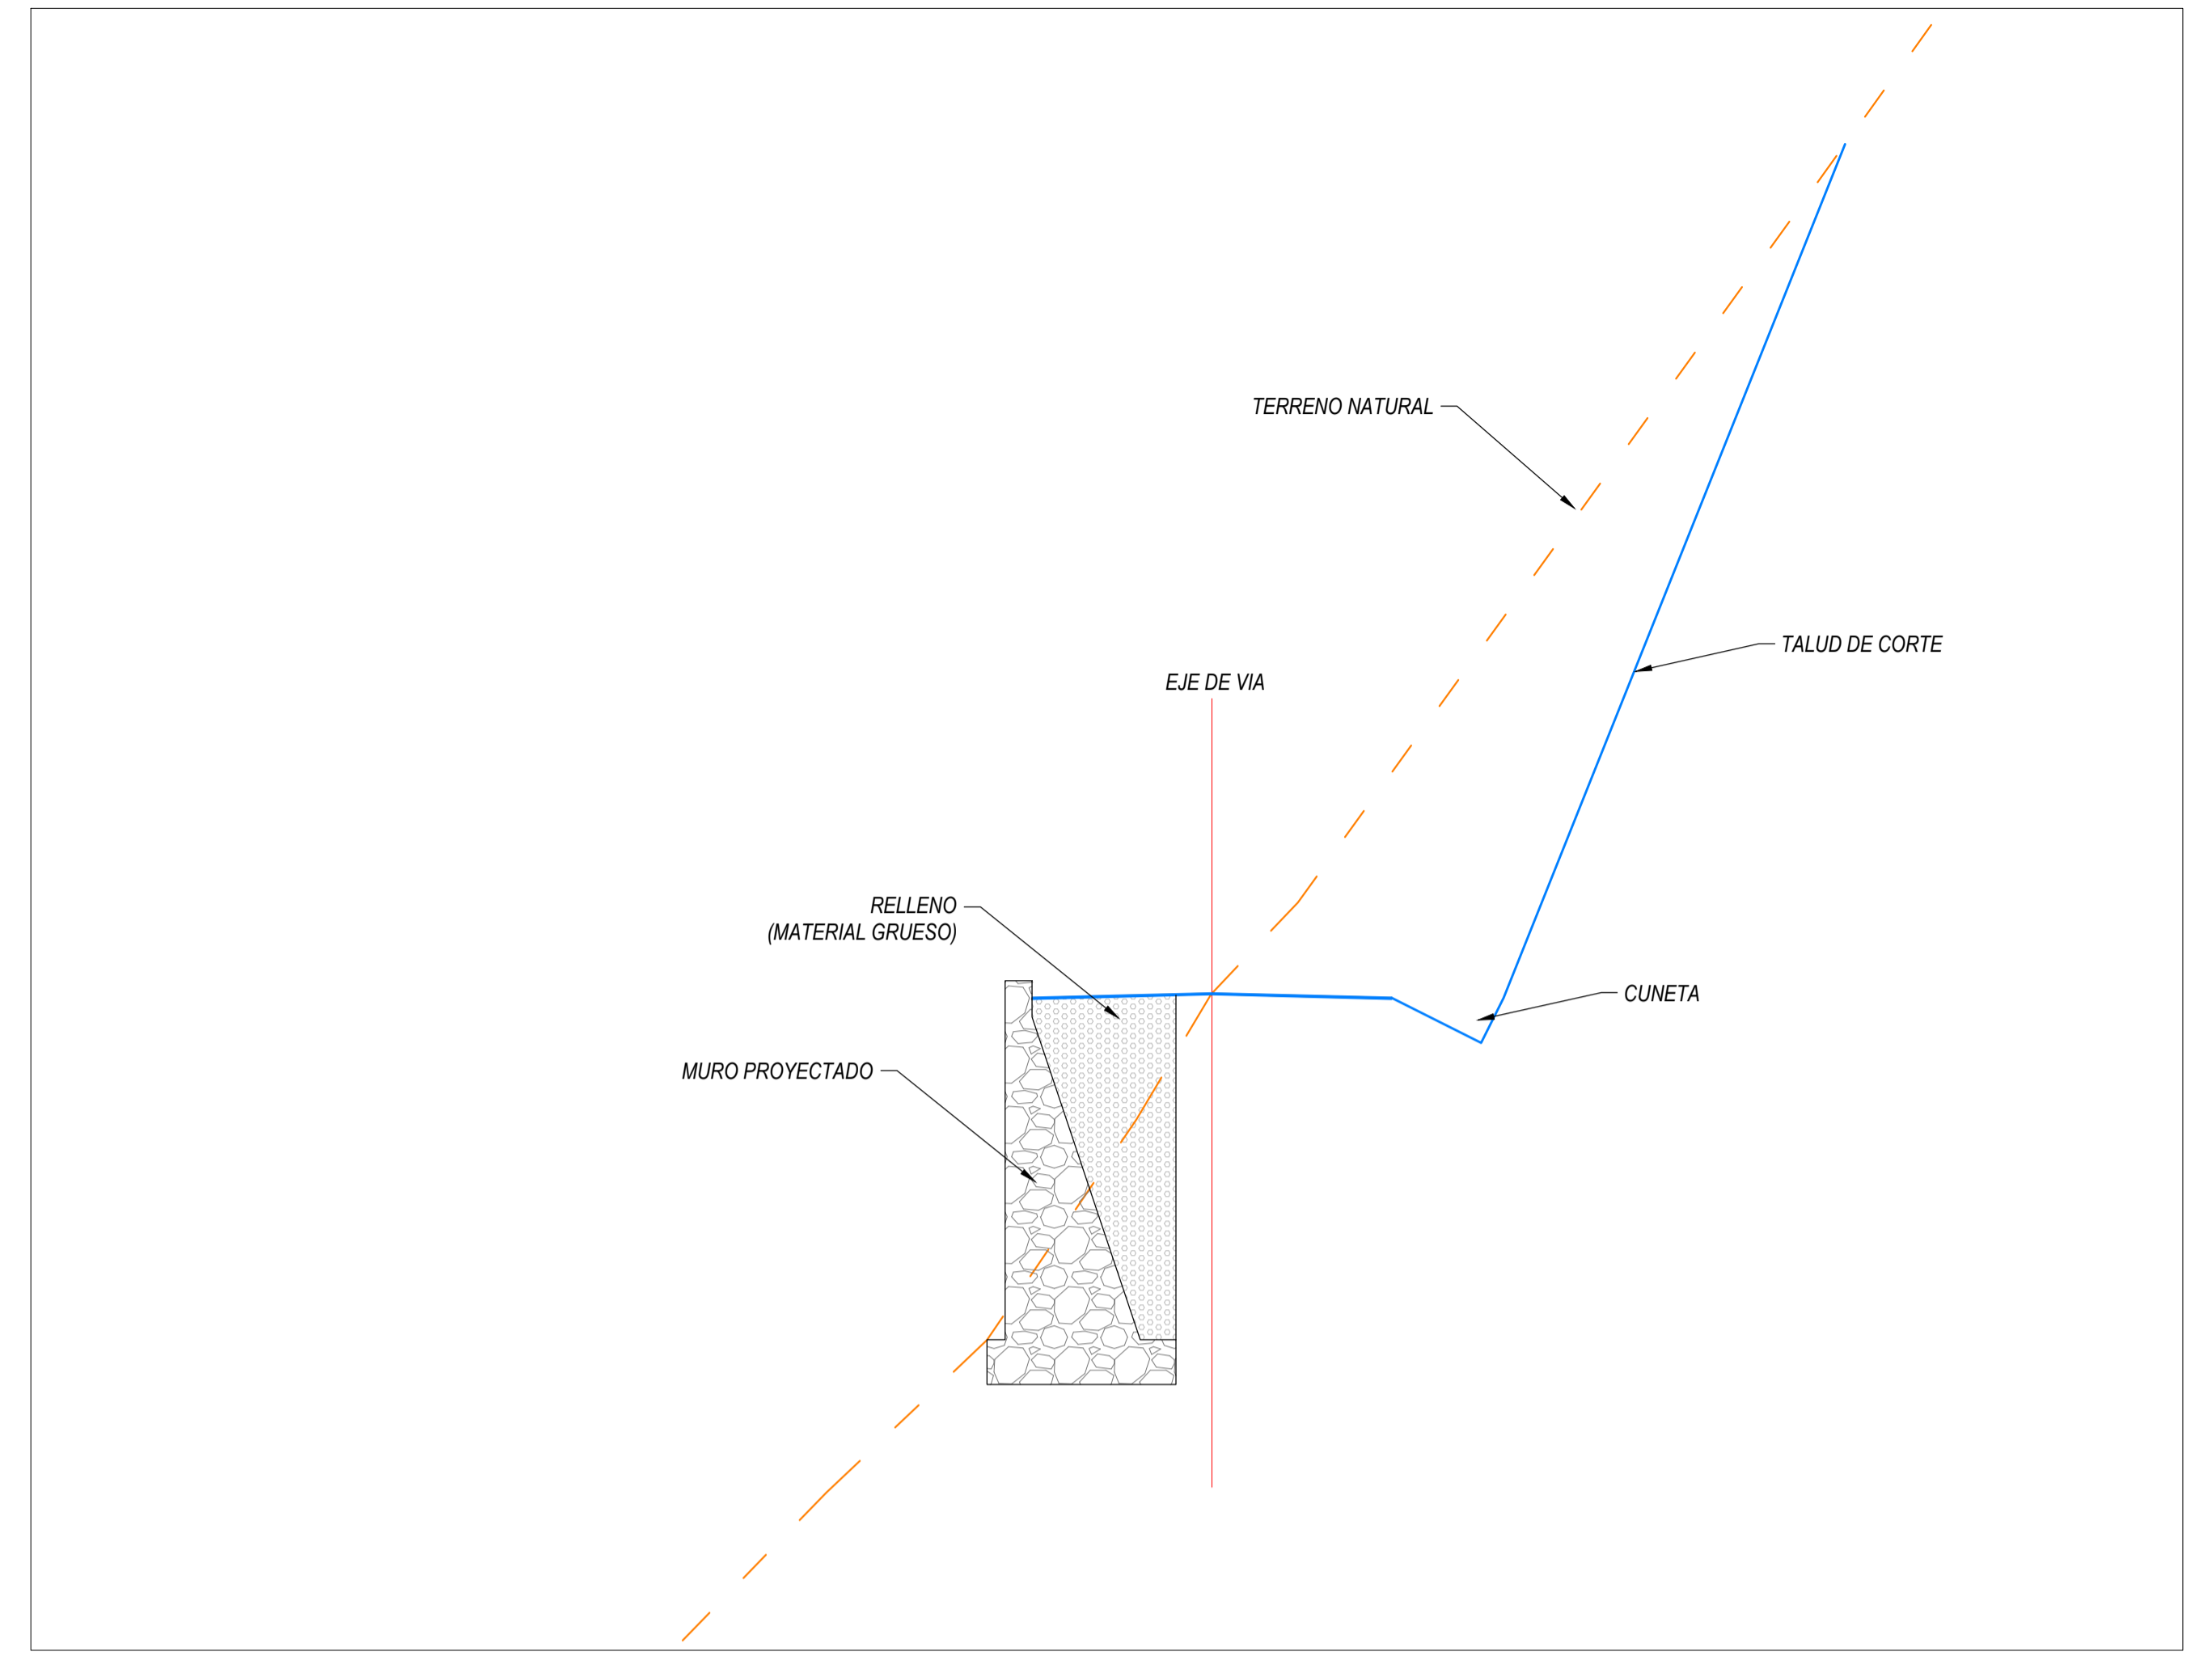 TERRENO NATURAL
TALUD DE CORTE
EJE DE VIA
RELLENO
(MATERIAL GRUESO)
CUNETA
MURO PROYECTADO